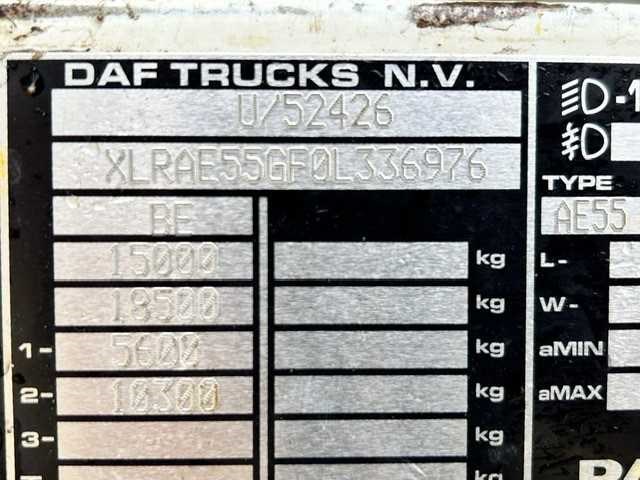 DAF TRUCKS N.V.
U/52426
XLRAE55GF0L336976
TYPE
BE
AE55
15000 kg L-
18500 kg W-
1- 5600 kg aMIN
2- 10300 kg aMAX
3- kg
kg